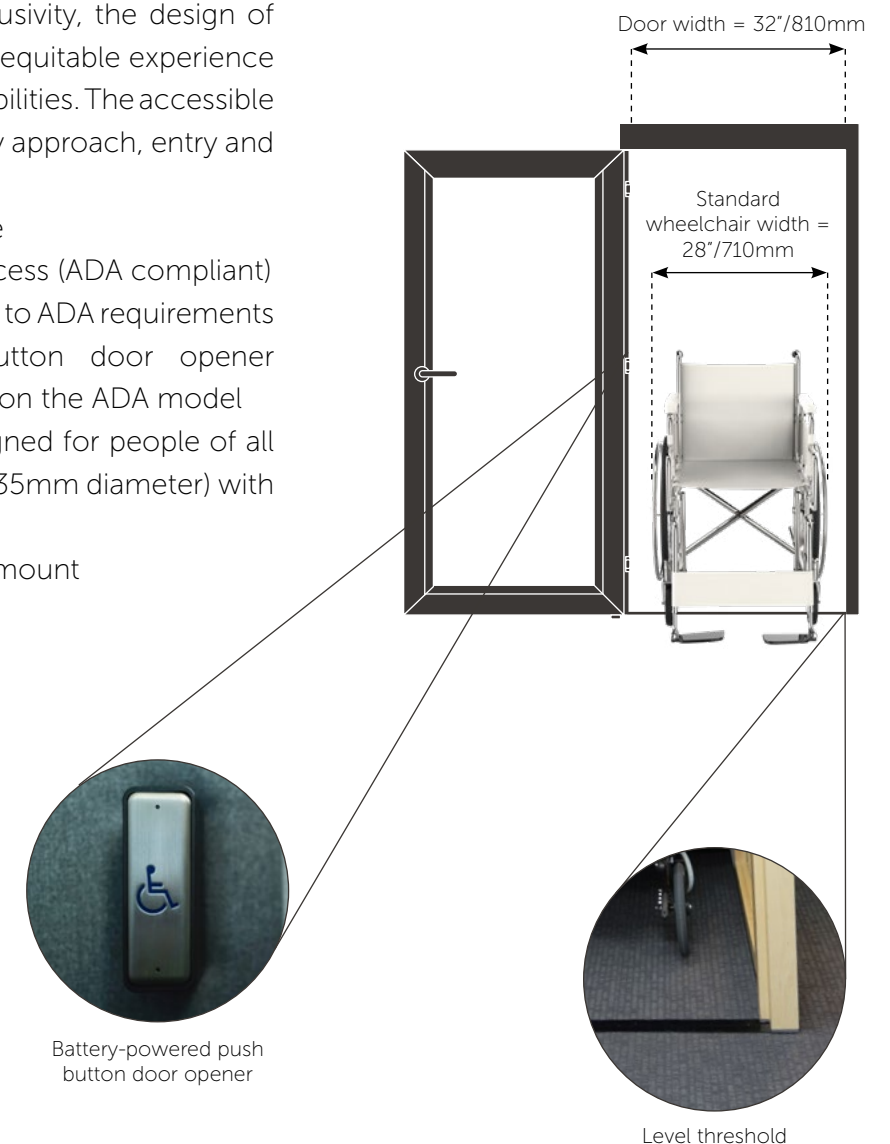 usivity, the design of
equitable experience
bilities. The accessible
approach, entry and
cess (ADA compliant)
to ADA requirements
utton door opener
on the ADA model
gned for people of all
35mm diameter) with
mount
Door width = 32"/810mm
Standard
wheelchair width =
28"/710mm
Battery-powered push
button door opener
Level threshold